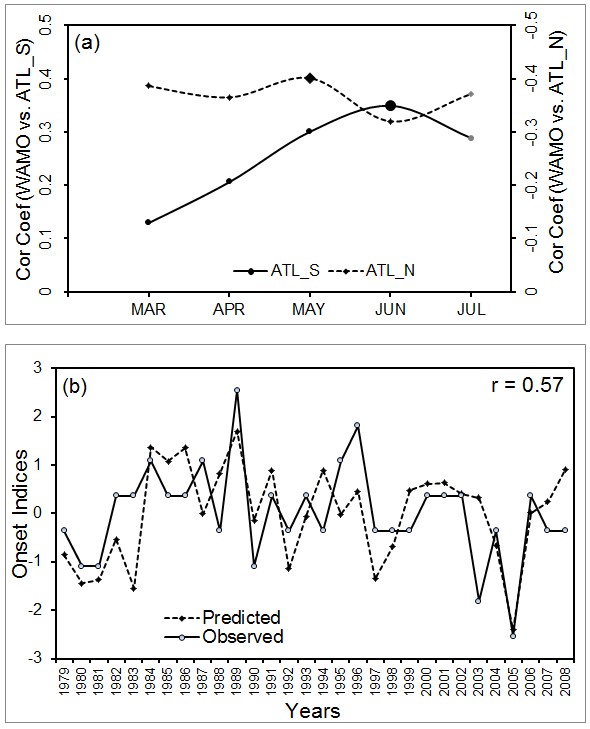 (a)
Cor Coef (WAMO vs. ATL_S)
0.5
0.4
0.3
0.2
0.1
0
Cor Coef (WAMO vs. ATL_N)
-0.5
-0.4
-0.3
-0.2
-0.1
0
ATL_S ATL_N
MAR APR MAY JUN JUL
(b) r = 0.57
Onset Indices
3
2
1
0
-1
-2
-3
Predicted
Observed
1979 1980 1981 1982 1983 1984 1985 1986 1987 1988 1989 1990 1991 1992 1993 1994 1995 1996 1997 1998 1999 2000 2001 2002 2003 2004 2005 2006 2007 2008
Years